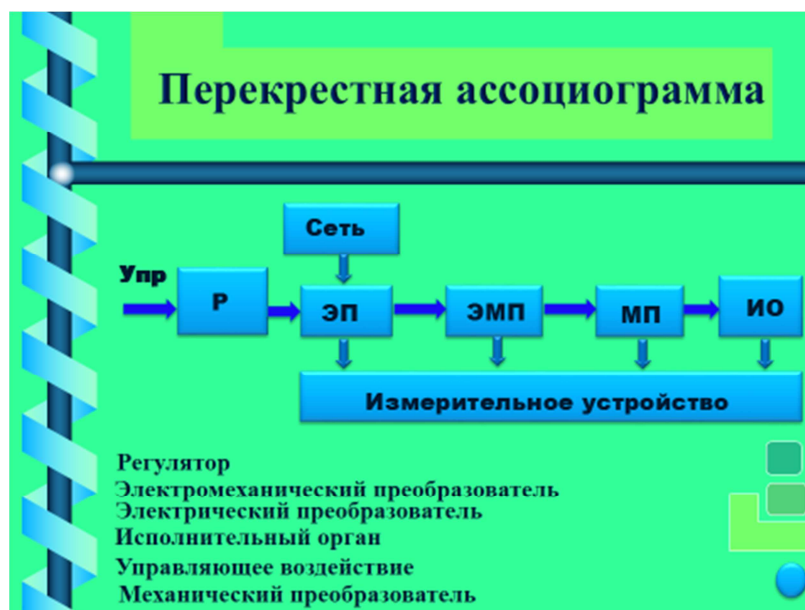 Перекрестная ассоциограмма
Сеть
Упр
Р
ЭП
ЭМП
МП
ИО
Измерительное устройство
Регулятор
Электромеханический преобразователь
Электрический преобразователь
Исполнительный орган
Управляющее воздействие
Механический преобразователь